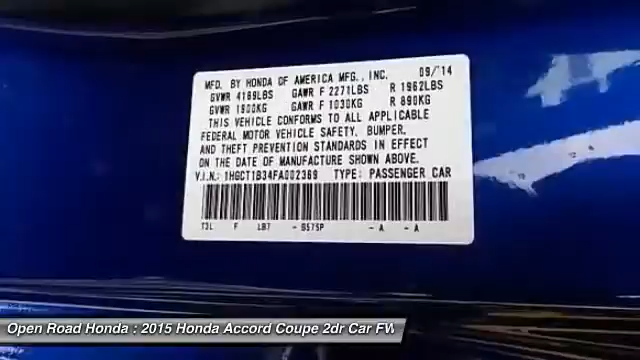 MFD. BY HONDA OF AMERICA MFG., INC. 09/'14
GVWR 4189LBS GAWR F 2271LBS R 1962LBS
GVWR 1900KG GAWR F 1030KG R 890KG
THIS VEHICLE CONFORMS TO ALL APPLICABLE
FEDERAL MOTOR VEHICLE SAFETY, BUMPER,
AND THEFT PREVENTION STANDARDS IN EFFECT
ON THE DATE OF MANUFACTURE SHOWN ABOVE.
V.I.N.: 1HGCT1B34FA002369 TYPE: PASSENGER CAR
T3L F LB7 - B575P - A - A
Open Road Honda : 2015 Honda Accord Coupe 2dr Car FW